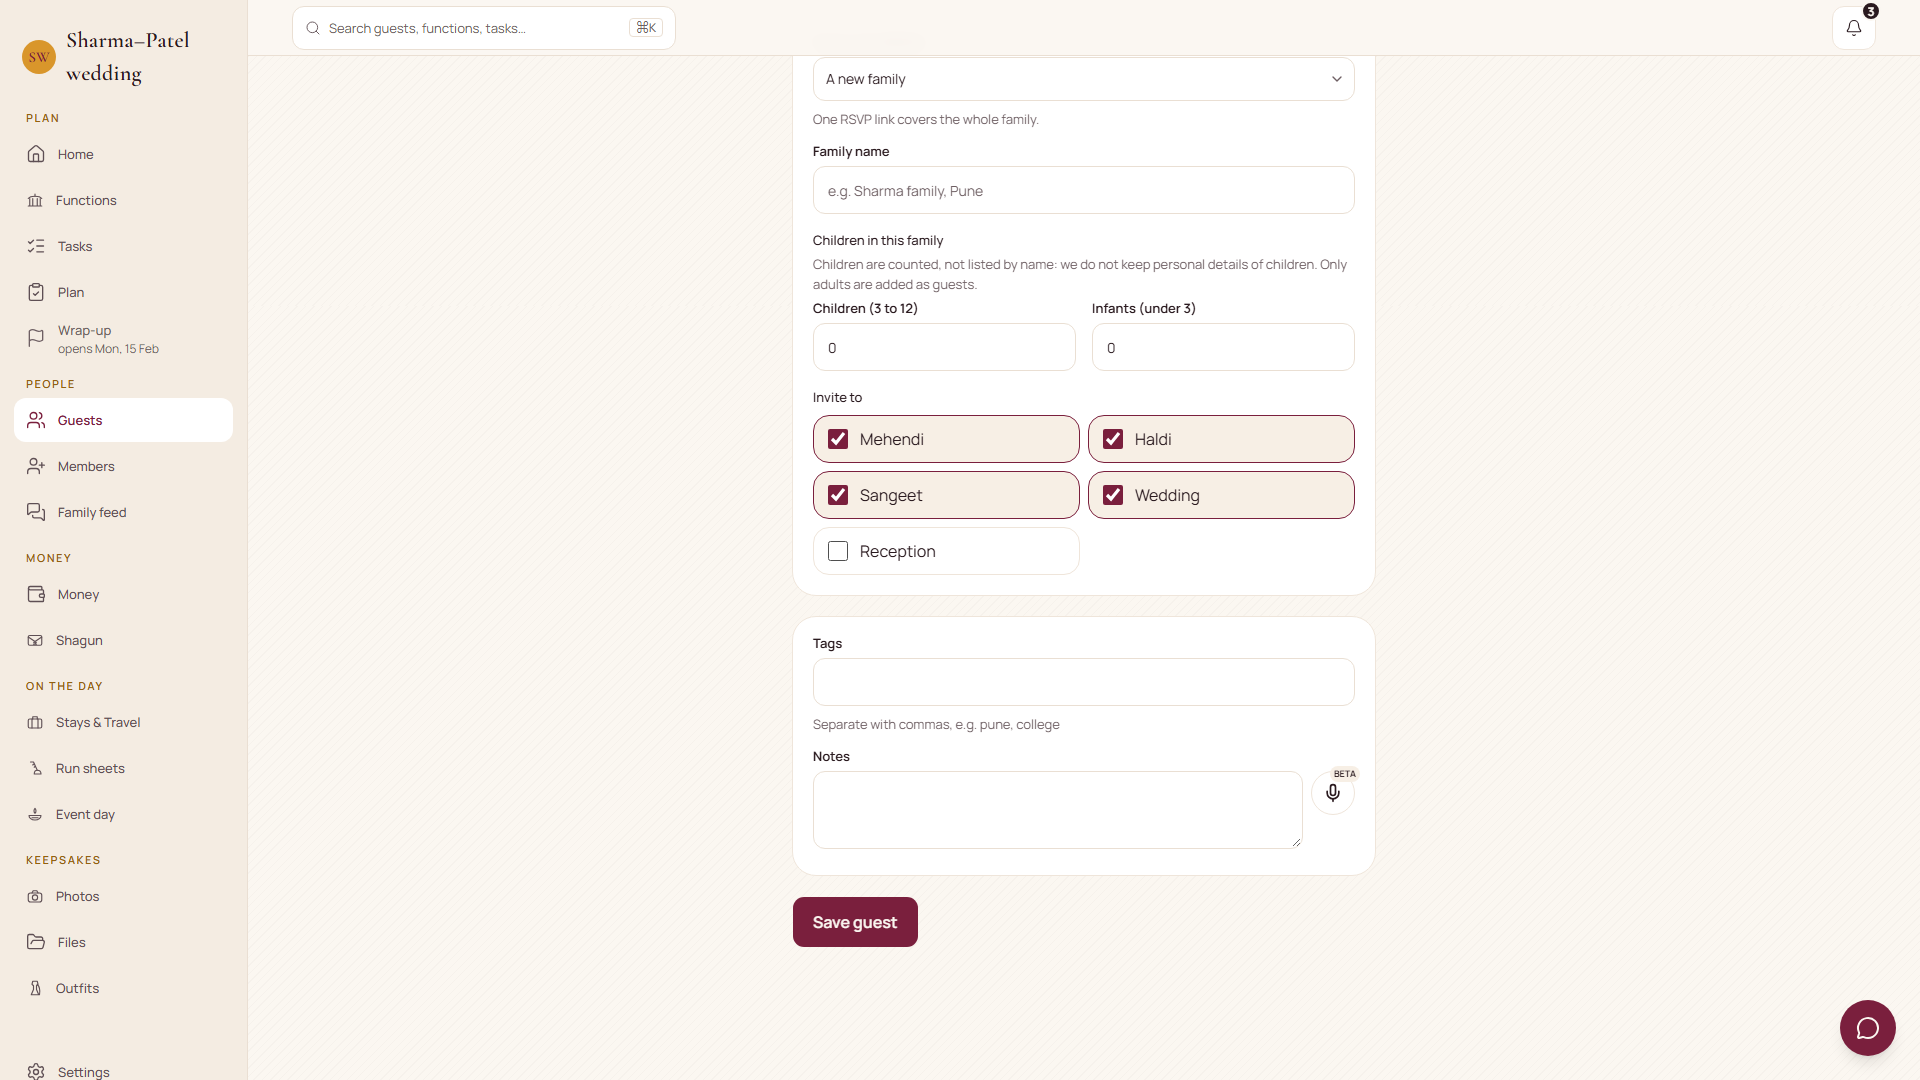 SW
Sharma–Patel
wedding
PLAN
Home
Functions
Tasks
Plan
Wrap-up
opens Mon, 15 Feb
PEOPLE
Guests
Members
Family feed
MONEY
Money
Shagun
ON THE DAY
Stays & Travel
Run sheets
Event day
KEEPSAKES
Photos
Files
Outfits
Settings
Search guests, functions, tasks...
⌘K
3
A new family
One RSVP link covers the whole family.
Family name
e.g. Sharma family, Pune
Children in this family
Children are counted, not listed by name: we do not keep personal details of children. Only
adults are added as guests.
Children (3 to 12)
Infants (under 3)
0
0
Invite to
Mehendi
Haldi
Sangeet
Wedding
Reception
Tags
Separate with commas, e.g. pune, college
Notes
BETA
Save guest